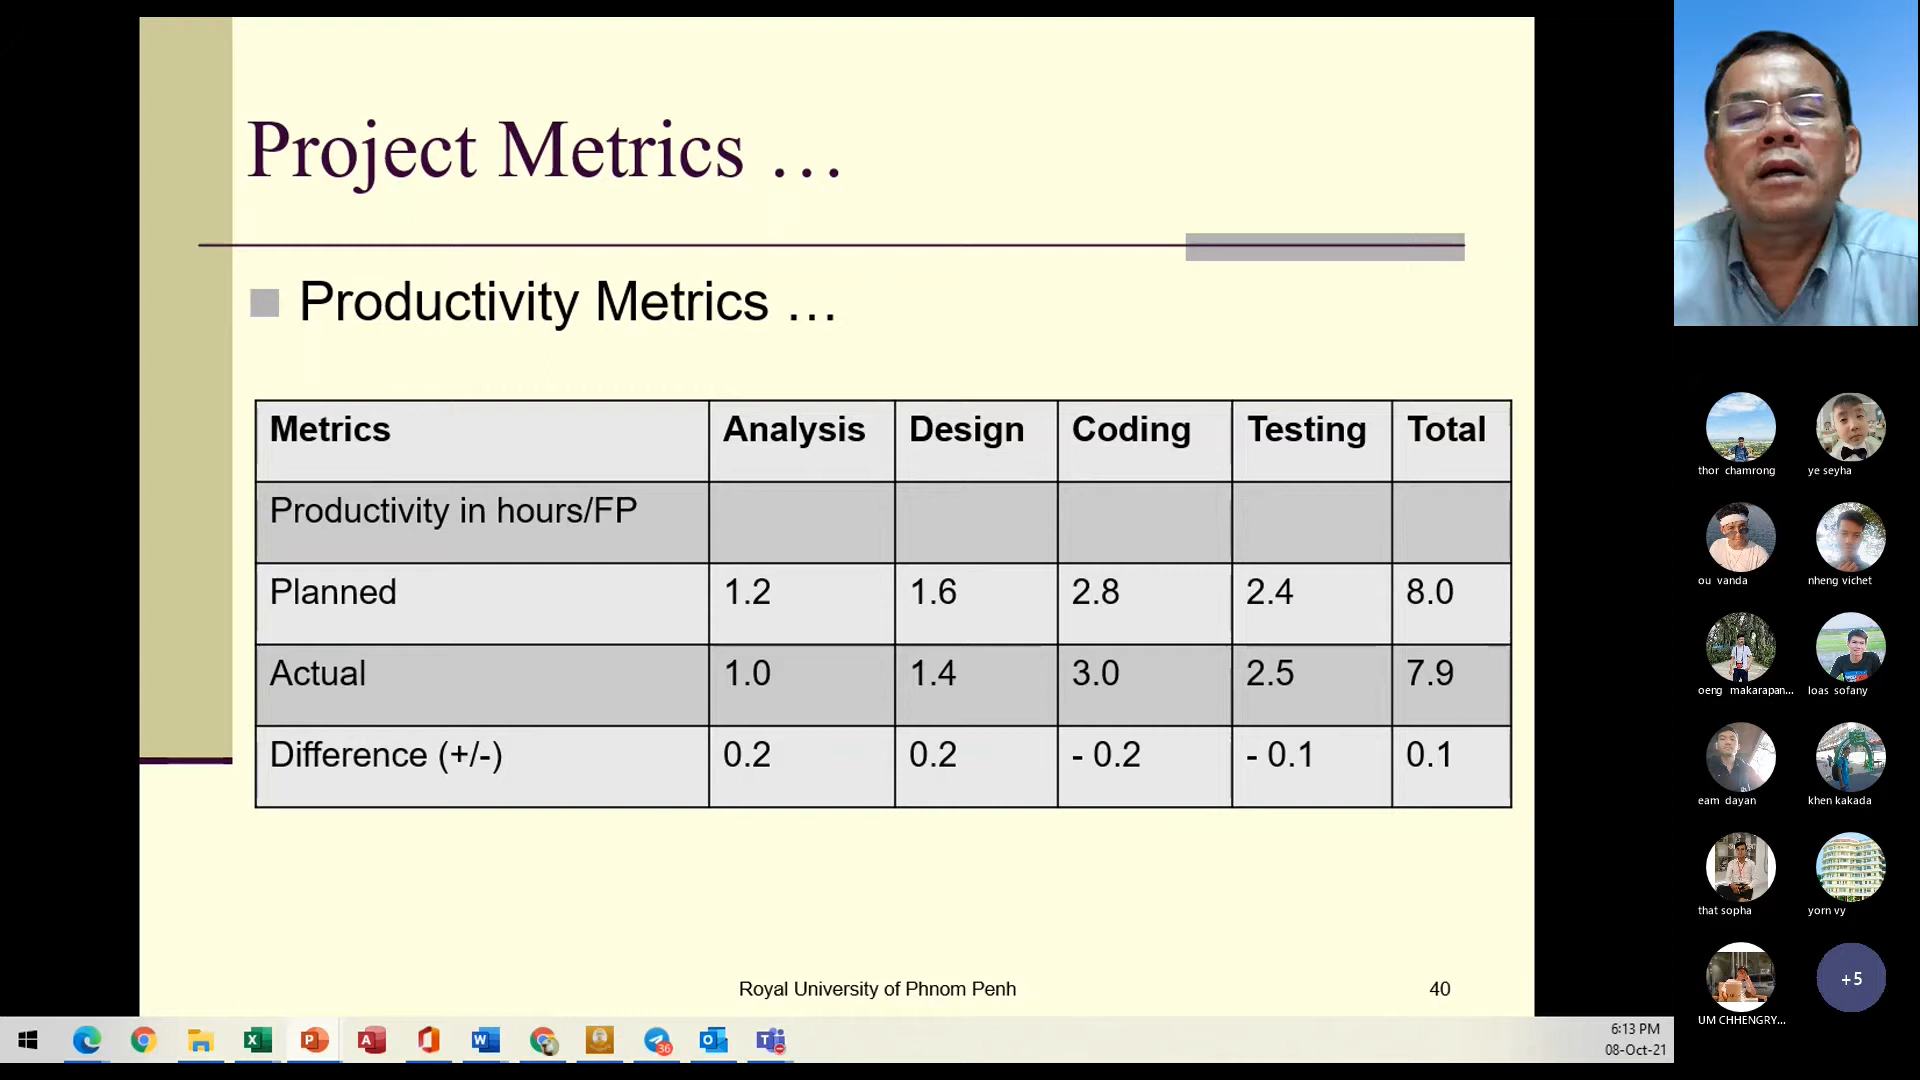 Project Metrics …
Productivity Metrics …
Metrics Analysis Design Coding Testing Total
Productivity in hours/FP
Planned 1.2 1.6 2.8 2.4 8.0
Actual 1.0 1.4 3.0 2.5 7.9
Difference (+/-) 0.2 0.2 - 0.2 - 0.1 0.1
Royal University of Phnom Penh 40
thor chamrong ye seyha
ou vanda nheng vichet
oeng makarapan... loas sofany
eam dayan khen kakada
that sopha yorn vy
+5
UM CHHENGRY...
36
6:13 PM
08-Oct-21